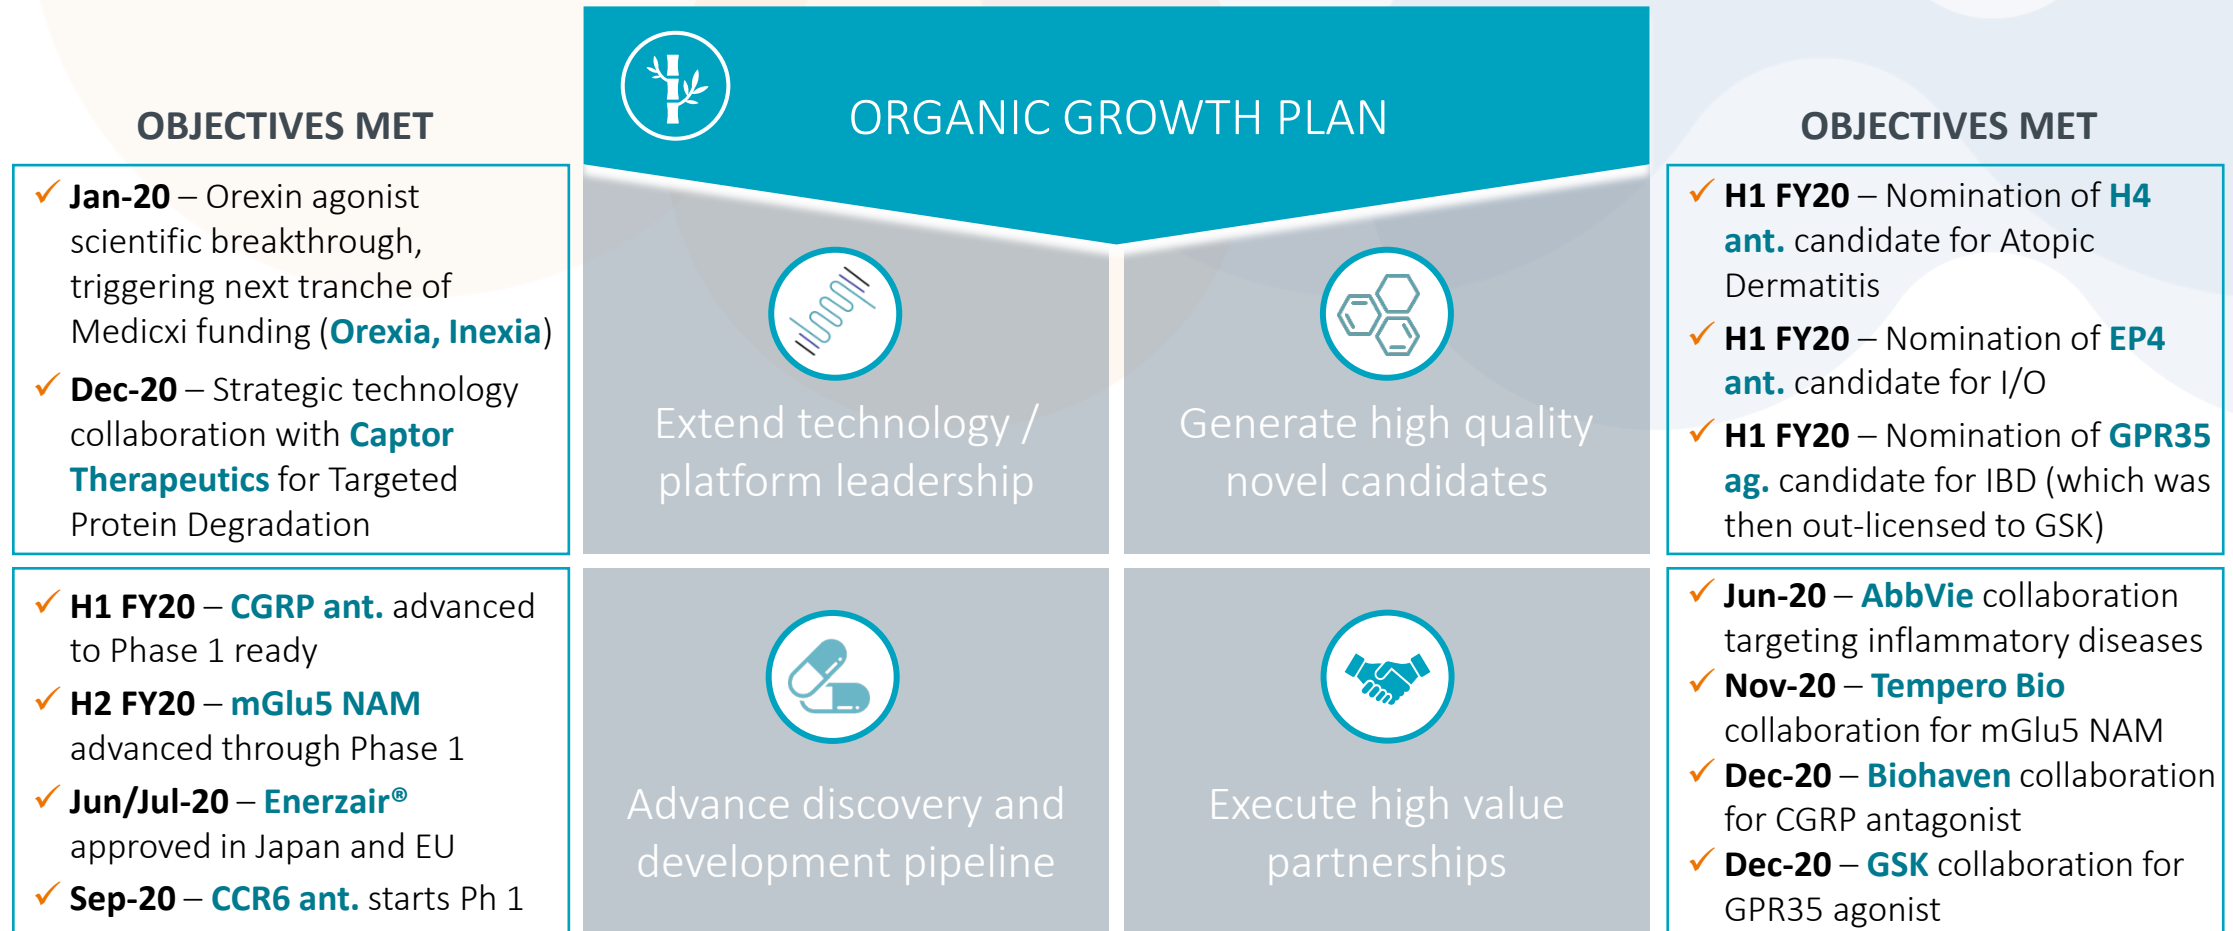 ORGANIC GROWTH PLAN
OBJECTIVES MET
✓ Jan-20 – Orexin agonist
scientific breakthrough,
triggering next tranche of
Medicxi funding (Orexia, Inexia)
✓ Dec-20 – Strategic technology
collaboration with Captor
Therapeutics for Targeted
Protein Degradation
✓ H1 FY20 – CGRP ant. advanced
to Phase 1 ready
✓ H2 FY20 – mGlu5 NAM
advanced through Phase 1
✓ Jun/Jul-20 – Enerzair®
approved in Japan and EU
✓ Sep-20 – CCR6 ant. starts Ph 1
Extend technology /
platform leadership
Generate high quality
novel candidates
Advance discovery and
development pipeline
Execute high value
partnerships
OBJECTIVES MET
✓ H1 FY20 – Nomination of H4
ant. candidate for Atopic
Dermatitis
✓ H1 FY20 – Nomination of EP4
ant. candidate for I/O
✓ H1 FY20 – Nomination of GPR35
ag. candidate for IBD (which was
then out-licensed to GSK)
✓ Jun-20 – AbbVie collaboration
targeting inflammatory diseases
✓ Nov-20 – Tempero Bio
collaboration for mGlu5 NAM
✓ Dec-20 – Biohaven collaboration
for CGRP antagonist
✓ Dec-20 – GSK collaboration for
GPR35 agonist